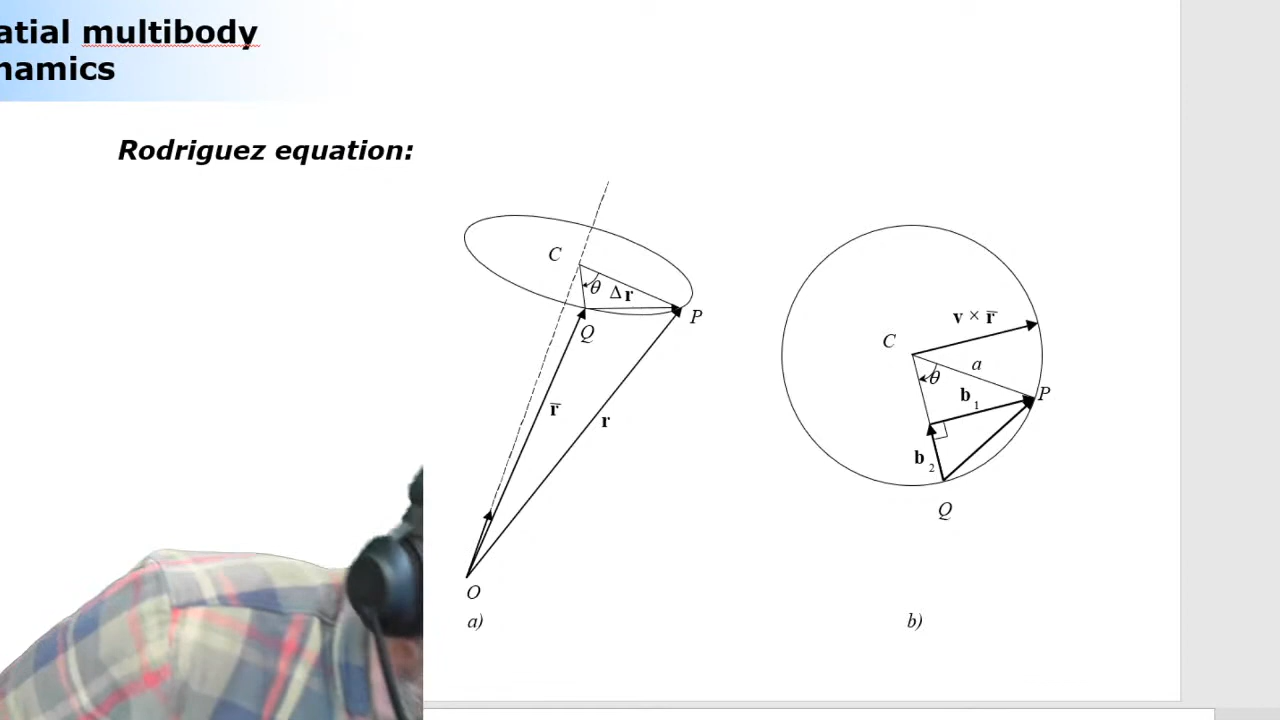 atial multibody
namics
Rodriguez equation:
C
θ
Δr
P
Q
r̅
r
O
a)
v × r̅
C
a
θ
P
b₁
b₂
Q
b)